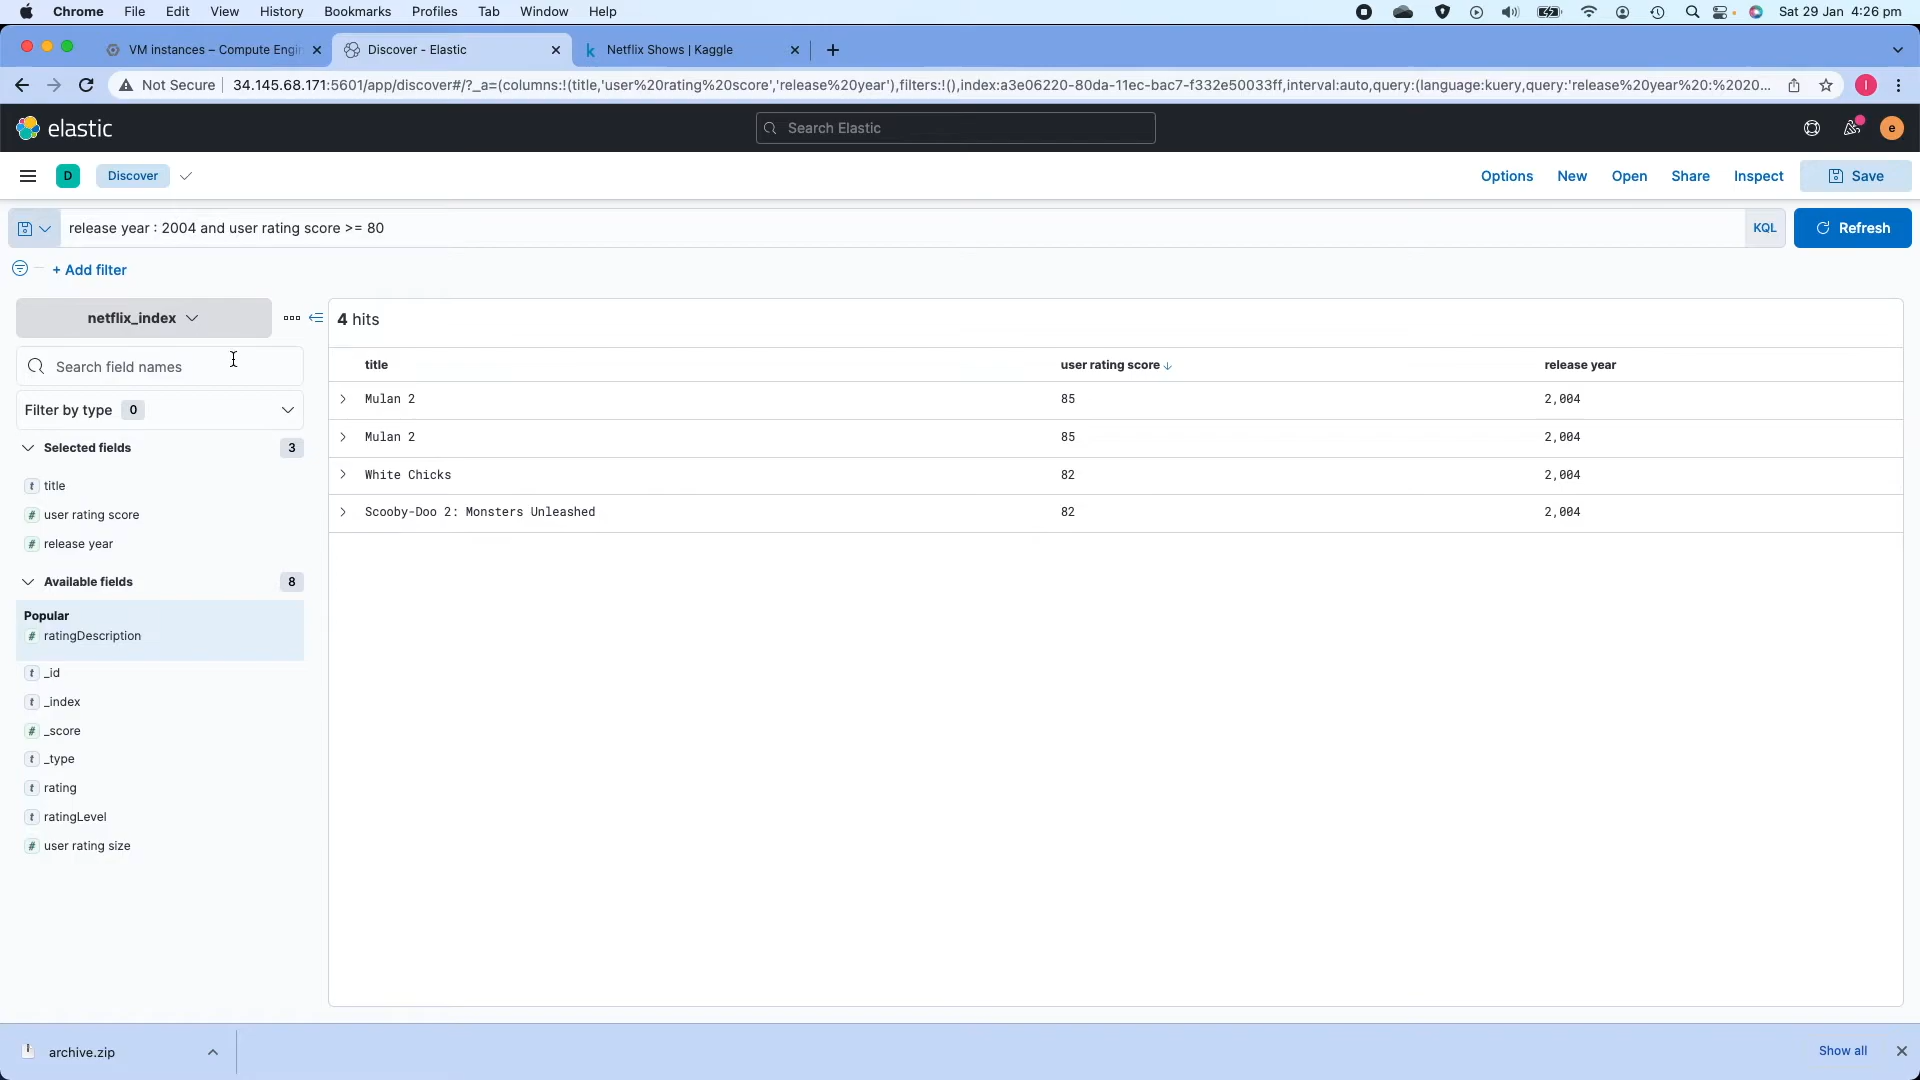 Chrome File Edit View History Bookmarks Profiles Tab Window Help Sat 29 Jan 4:26 pm
VM instances – Compute Engin Discover - Elastic k Netflix Shows | Kaggle
Not Secure 34.145.68.171:5601/app/discover#/?_a=(columns:!(title,'user%20rating%20score','release%20year'),filters:!(),index:a3e06220-80da-11ec-bac7-f332e50033ff,interval:auto,query:(language:kuery,query:'release%20year%20:%2020... I
elastic Search Elastic e
D Discover Options New Open Share Inspect Save
release year : 2004 and user rating score >= 80 KQL Refresh
+ Add filter
netflix_index 4 hits
Search field names title user rating score release year
Filter by type 0 Mulan 2 85 2,004
Selected fields 3 Mulan 2 85 2,004
t title White Chicks 82 2,004
# user rating score Scooby-Doo 2: Monsters Unleashed 82 2,004
# release year
Available fields 8
Popular
# ratingDescription
t _id
t _index
# _score
t _type
t rating
t ratingLevel
# user rating size
archive.zip Show all